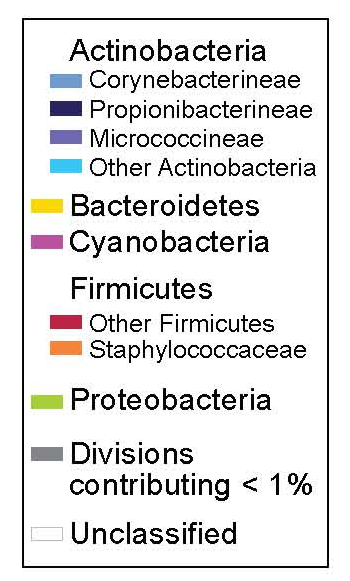 Actinobacteria
Corynebacterineae
Propionibacterineae
Micrococcineae
Other Actinobacteria
Bacteroidetes
Cyanobacteria
Firmicutes
Other Firmicutes
Staphylococcaceae
Proteobacteria
Divisions
contributing < 1%
Unclassified